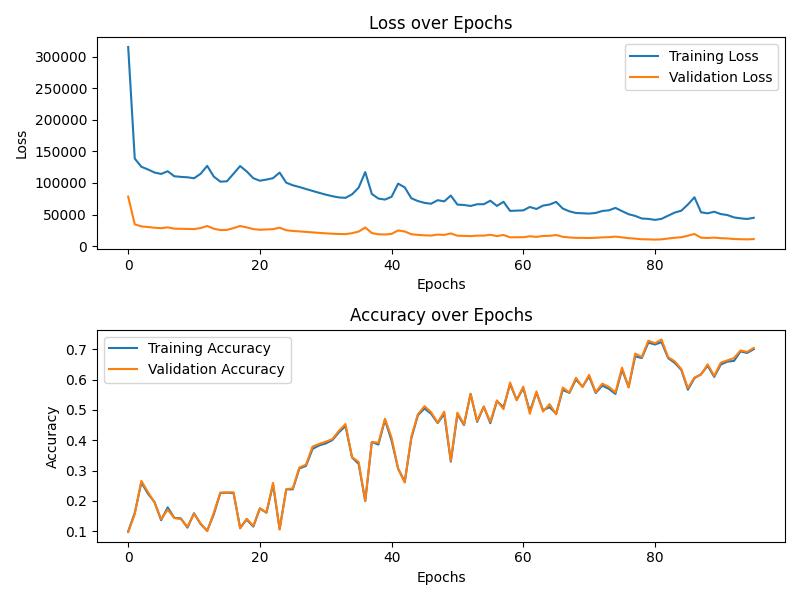 Loss over Epochs
300000
250000
200000
150000
100000
50000
0
Loss
Training Loss
Validation Loss
0 20 40 60 80
Epochs
Accuracy over Epochs
0.7
0.6
0.5
0.4
0.3
0.2
0.1
Accuracy
Training Accuracy
Validation Accuracy
0 20 40 60 80
Epochs